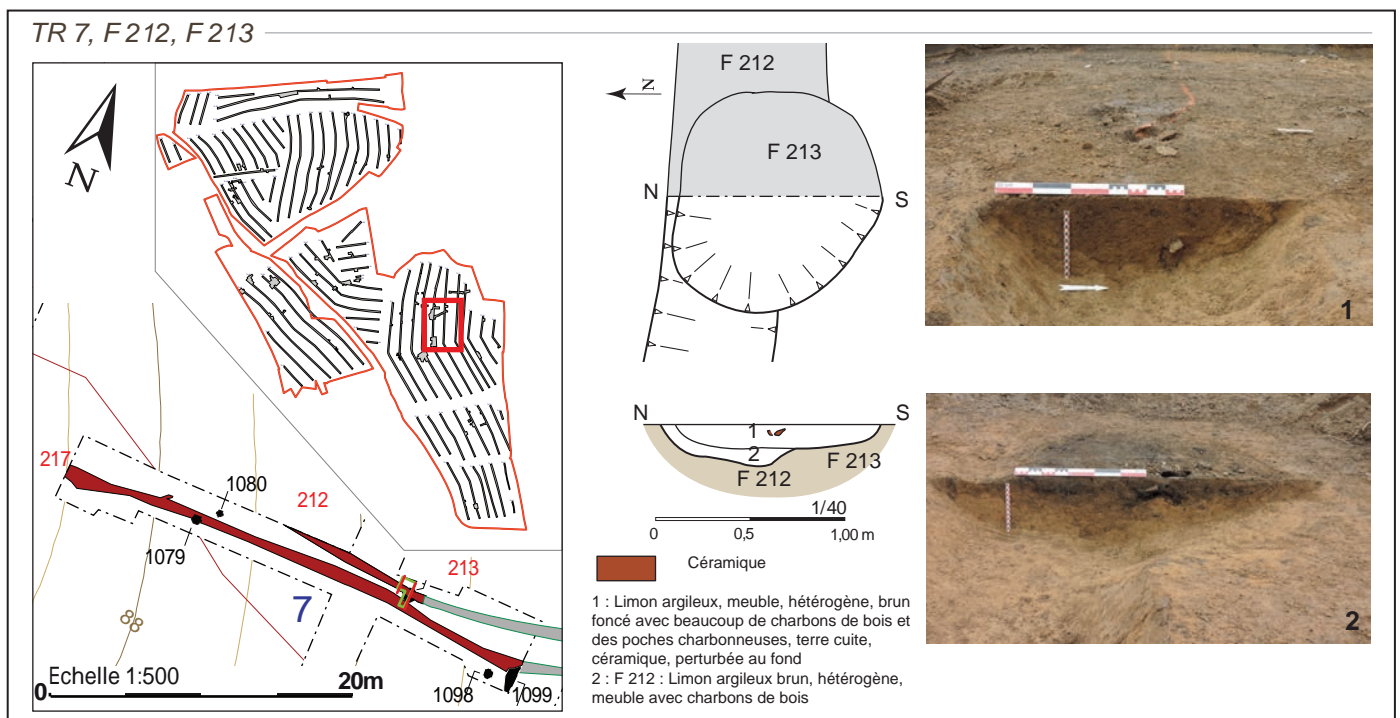 TR 7, F 212, F 213
N
217
1080
212
1079
213
7
88
Echelle 1:500
0
20m
1098
1099
F 212
N
F 213
N
S
N
S
1
2
F 212
F 213
1/40
0
0,5
1,00 m
Céramique
1 : Limon argileux, meuble, hétérogène, brun
foncé avec beaucoup de charbons de bois et
des poches charbonneuses, terre cuite,
céramique, perturbée au fond
2 : F 212 : Limon argileux brun, hétérogène,
meuble avec charbons de bois
1
2